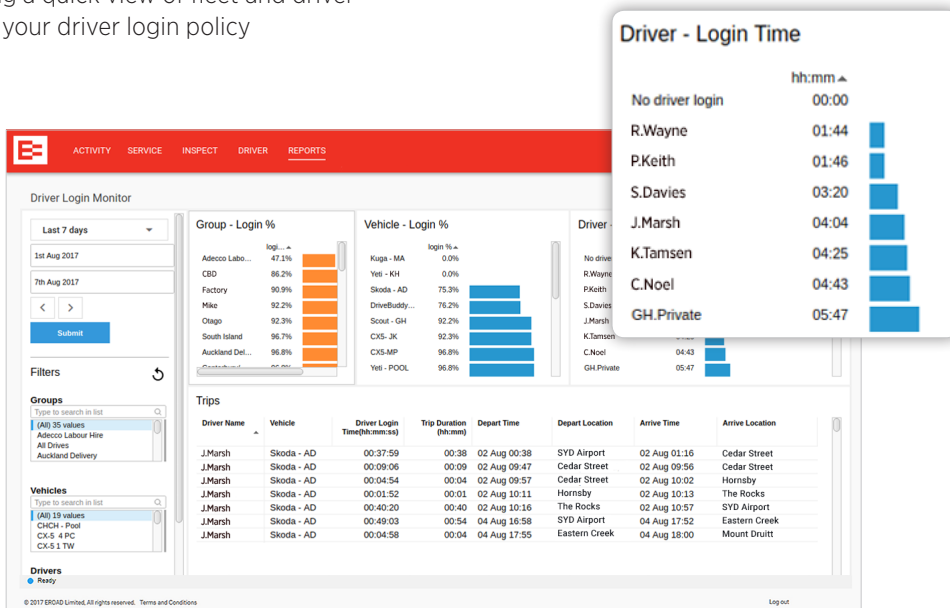 a quick view of fleet and driver
your driver login policy
Driver - Login Time
hh:mm
No driver login 00:00
R.Wayne 01:44
P.Keith 01:46
S.Davies 03:20
J.Marsh 04:04
K.Tamsen 04:25
C.Noel 04:43
GH.Private 05:47
ACTIVITY SERVICE INSPECT DRIVER REPORTS
Driver Login Monitor
Last 7 days
1st Aug 2017
7th Aug 2017
Submit
Filters
Groups
Type to search in list
(All) 35 values
Adecco Labour Hire
All Drives
Auckland Delivery
Vehicles
Type to search in list
(All) 19 values
CHCH - Pool
CX-5 4 PC
CX-5 1 TW
Drivers
Ready
Group - Login %
logi...
Adecco Labo... 47.1%
CBD 86.2%
Factory 90.9%
Mike 92.2%
Otago 92.3%
South Island 96.7%
Auckland Del... 96.8%
Vehicle - Login %
login %
Kuga - MA 0.0%
Yeti - KH 0.0%
Skoda - AD 75.3%
DriveBuddy... 76.2%
Scout - GH 92.2%
CX5- JK 92.3%
CX5-MP 96.8%
Yeti - POOL 96.8%
Driver -
No drive
R.Wayne
P.Keith
S.Davies
J.Marsh
K.Tamsen
C.Noel 04:43
GH.Private 05:47
Trips
Driver Name Vehicle Driver Login Time(hh:mm:ss) Trip Duration (hh:mm) Depart Time Depart Location Arrive Time Arrive Location
J.Marsh Skoda - AD 00:37:59 00:38 02 Aug 00:38 SYD Airport 02 Aug 01:16 Cedar Street
J.Marsh Skoda - AD 00:09:06 00:09 02 Aug 09:47 Cedar Street 02 Aug 09:56 Cedar Street
J.Marsh Skoda - AD 00:04:54 00:04 02 Aug 09:57 Cedar Street 02 Aug 10:02 Hornsby
J.Marsh Skoda - AD 00:01:52 00:01 02 Aug 10:11 Hornsby 02 Aug 10:13 The Rocks
J.Marsh Skoda - AD 00:40:20 00:40 02 Aug 10:16 The Rocks 02 Aug 10:57 SYD Airport
J.Marsh Skoda - AD 00:49:03 00:54 04 Aug 16:58 SYD Airport 04 Aug 17:52 Eastern Creek
J.Marsh Skoda - AD 00:04:58 00:04 04 Aug 17:55 Eastern Creek 04 Aug 18:00 Mount Druitt
© 2017 EROAD Limited, All rights reserved. Terms and Conditions
Log out